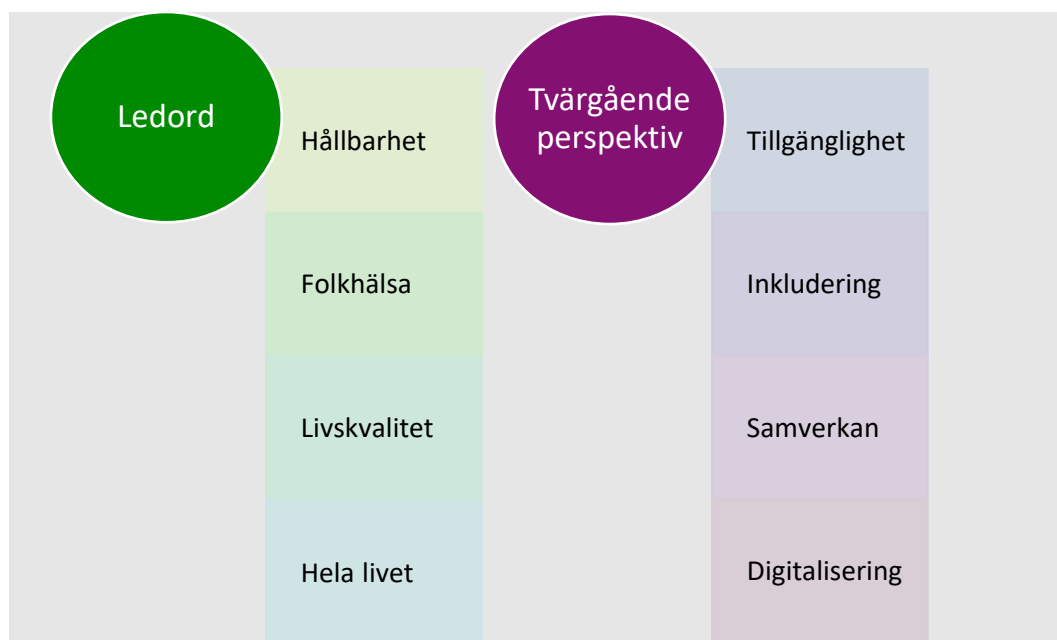 Ledord
Hållbarhet
Folkhälsa
Livskvalitet
Hela livet
Tvärgående
perspektiv
Tillgänglighet
Inkludering
Samverkan
Digitalisering